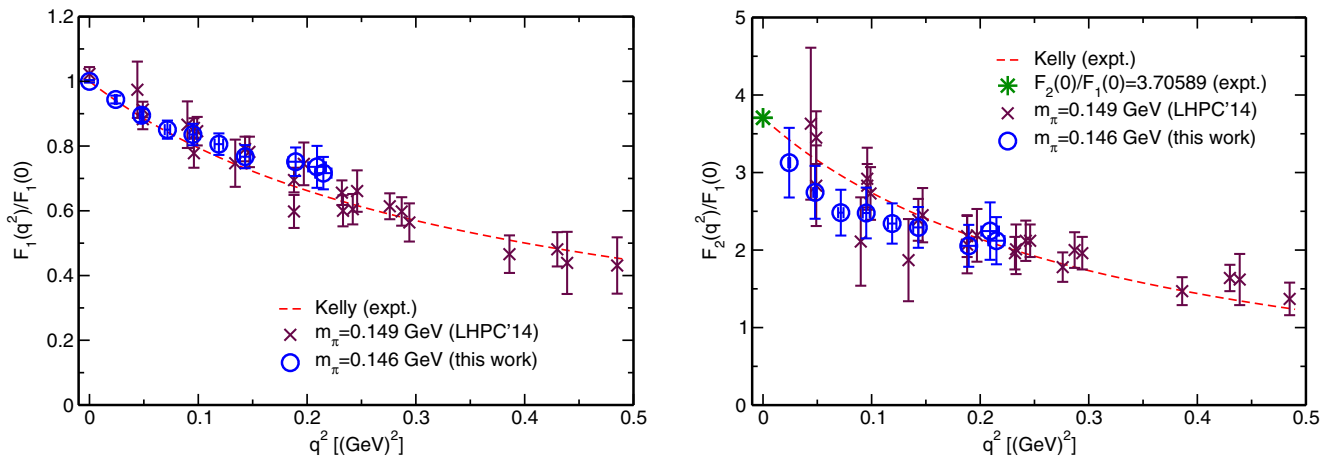 1.2
1
0.8
0.6
0.4
0.2
0
F₁(q²)/F₁(0)
Kelly (expt.)
mπ=0.149 GeV (LHPC'14)
mπ=0.146 GeV (this work)
0 0.1 0.2 0.3 0.4 0.5
q² [(GeV)²]
5
4
3
2
1
0
F₂(q²)/F₁(0)
Kelly (expt.)
F₂(0)/F₁(0)=3.70589 (expt.)
mπ=0.149 GeV (LHPC'14)
mπ=0.146 GeV (this work)
0 0.1 0.2 0.3 0.4 0.5
q² [(GeV)²]